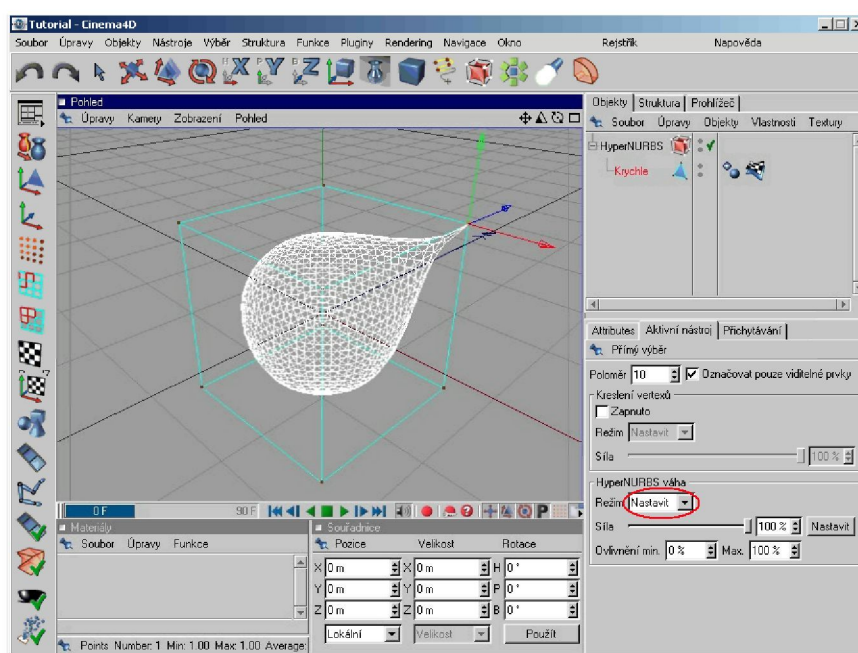 Tutorial - Cinema4D
Soubor Úpravy Objekty Nástroje Výběr Struktura Funkce Pluginy Rendering Navigace Okno Rejstřík Nápověda
Pohled
Úpravy Kamery Zobrazení Pohled
Objekty Struktura Prohlížeč
Soubor Úpravy Objekty Vlastnosti Textury
HyperNURBS
Krychle
Attributes Aktivní nástroj Přichytávání
Přímý výběr
Poloměr 10 Označovat pouze viditelné prvky
Kreslení vertexů
Zapnuto
Režim Nastavit
Síla 100 %
HyperNURBS váha
Režim Nastavit
Síla 100 % Nastavit
Ovlivnění min. 0 % Max. 100 %
0 F 90 F P
Materiály
Soubor Úpravy Funkce
Souřadnice
Pozice Velikost Rotace
X 0 m X 0 m H 0 °
Y 0 m Y 0 m P 0 °
Z 0 m Z 0 m B 0 °
Lokální Velikost Použít
Points Number: 1 Min: 1.00 Max: 1.00 Average: